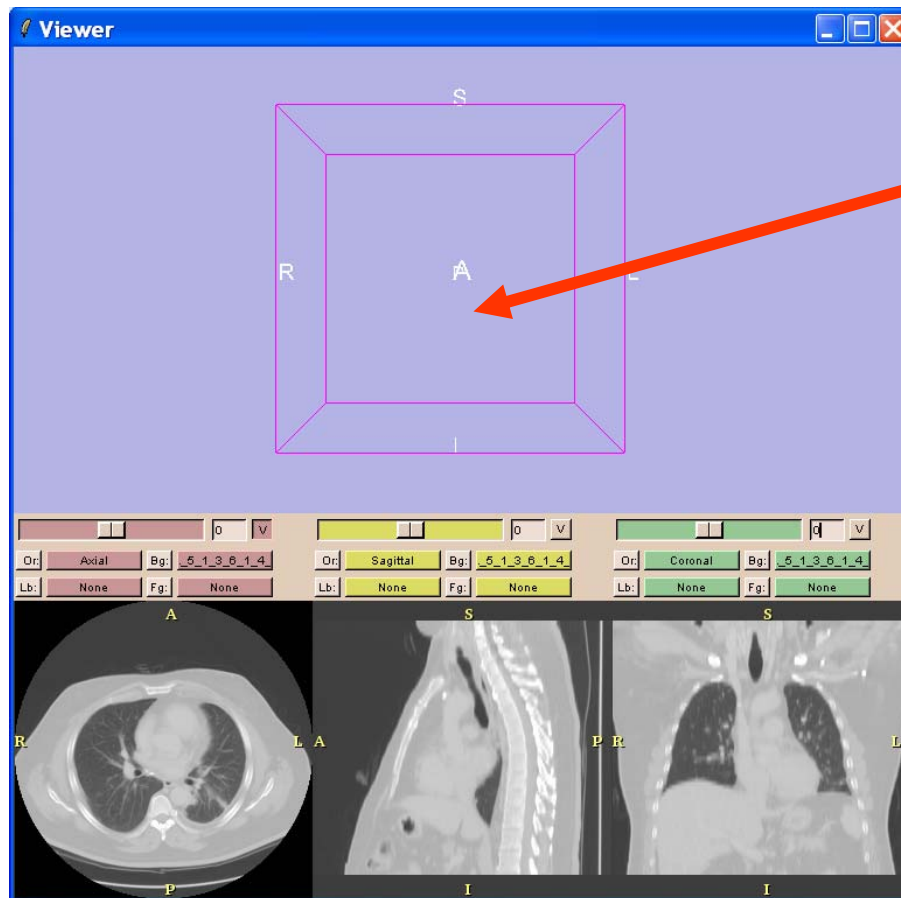 Viewer
S
R A L
I
0 V 0 V 0 V
Or: Axial Bg: _5_1_3_6_1_4_ Or: Sagittal Bg: _5_1_3_6_1_4_ Or: Coronal Bg: _5_1_3_6_1_4_
Lb: None Fg: None Lb: None Fg: None Lb: None Fg: None
A S S
R L A P R L
P I I